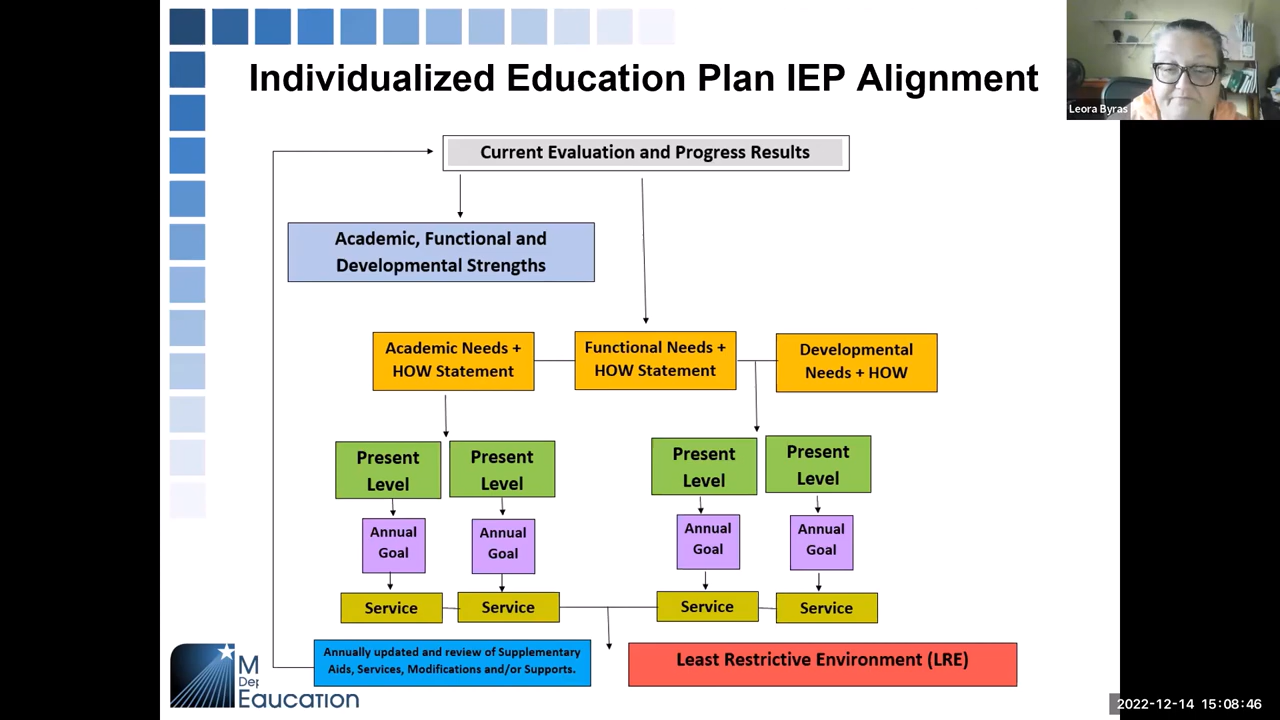 Individualized Education Plan IEP Alignment
Leora Byras
Current Evaluation and Progress Results
Academic, Functional and
Developmental Strengths
Academic Needs +
HOW Statement
Functional Needs +
HOW Statement
Developmental
Needs + HOW
Present
Level
Present
Level
Present
Level
Present
Level
Annual
Goal
Annual
Goal
Annual
Goal
Annual
Goal
Service
Service
Service
Service
Annually updated and review of Supplementary
Aids, Services, Modifications and/or Supports.
Least Restrictive Environment (LRE)
M
Dep
Education
2022-12-14 15:08:46